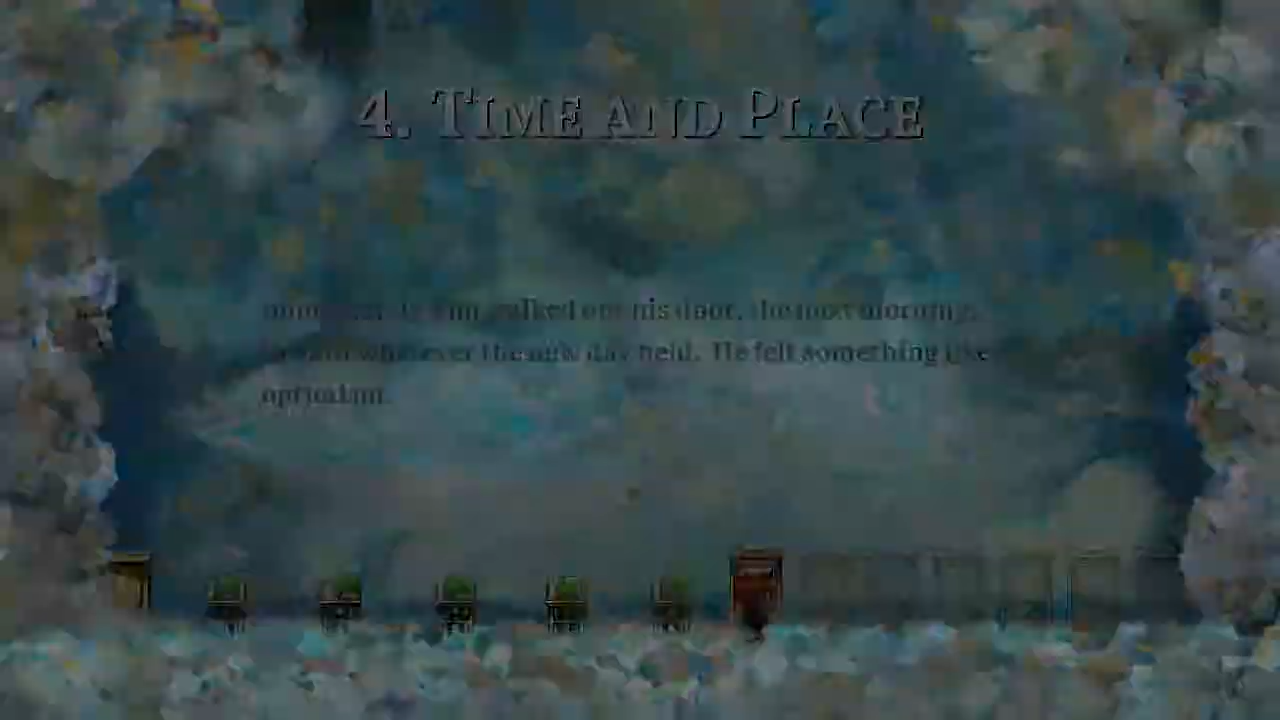 4. TIME AND PLACE
Tim walked out his door, the next morning,
whatever the new day held. He felt something like
optimism.